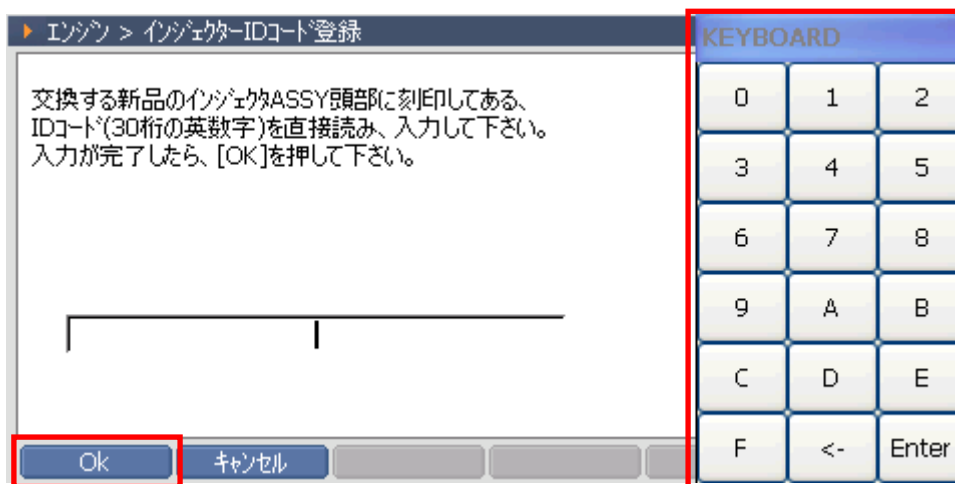 エンジン > インジェクターIDコード登録
交換する新品のインジェクタASSY頭部に刻印してある、
IDコード(30桁の英数字)を直接読み、入力して下さい。
入力が完了したら、[OK]を押して下さい。
Ok
キャンセル
KEYBOARD
0 1 2
3 4 5
6 7 8
9 A B
C D E
F <- Enter